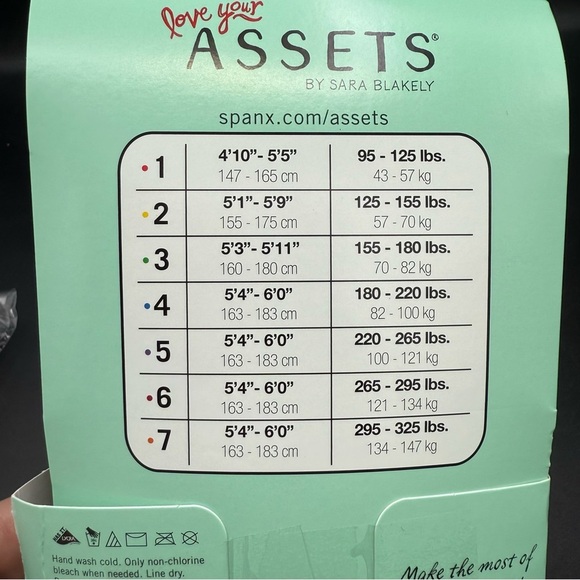 love your
ASSETS®
BY SARA BLAKELY
spanx.com/assets
1 4'10"- 5'5" 95 - 125 lbs.
147 - 165 cm 43 - 57 kg
2 5'1"- 5'9" 125 - 155 lbs.
155 - 175 cm 57 - 70 kg
3 5'3"- 5'11" 155 - 180 lbs.
160 - 180 cm 70 - 82 kg
4 5'4"- 6'0" 180 - 220 lbs.
163 - 183 cm 82 - 100 kg
5 5'4"- 6'0" 220 - 265 lbs.
163 - 183 cm 100 - 121 kg
6 5'4"- 6'0" 265 - 295 lbs.
163 - 183 cm 121 - 134 kg
7 5'4"- 6'0" 295 - 325 lbs.
163 - 183 cm 134 - 147 kg
Hand wash cold. Only non-chlorine
bleach when needed. Line dry.
Make the most of